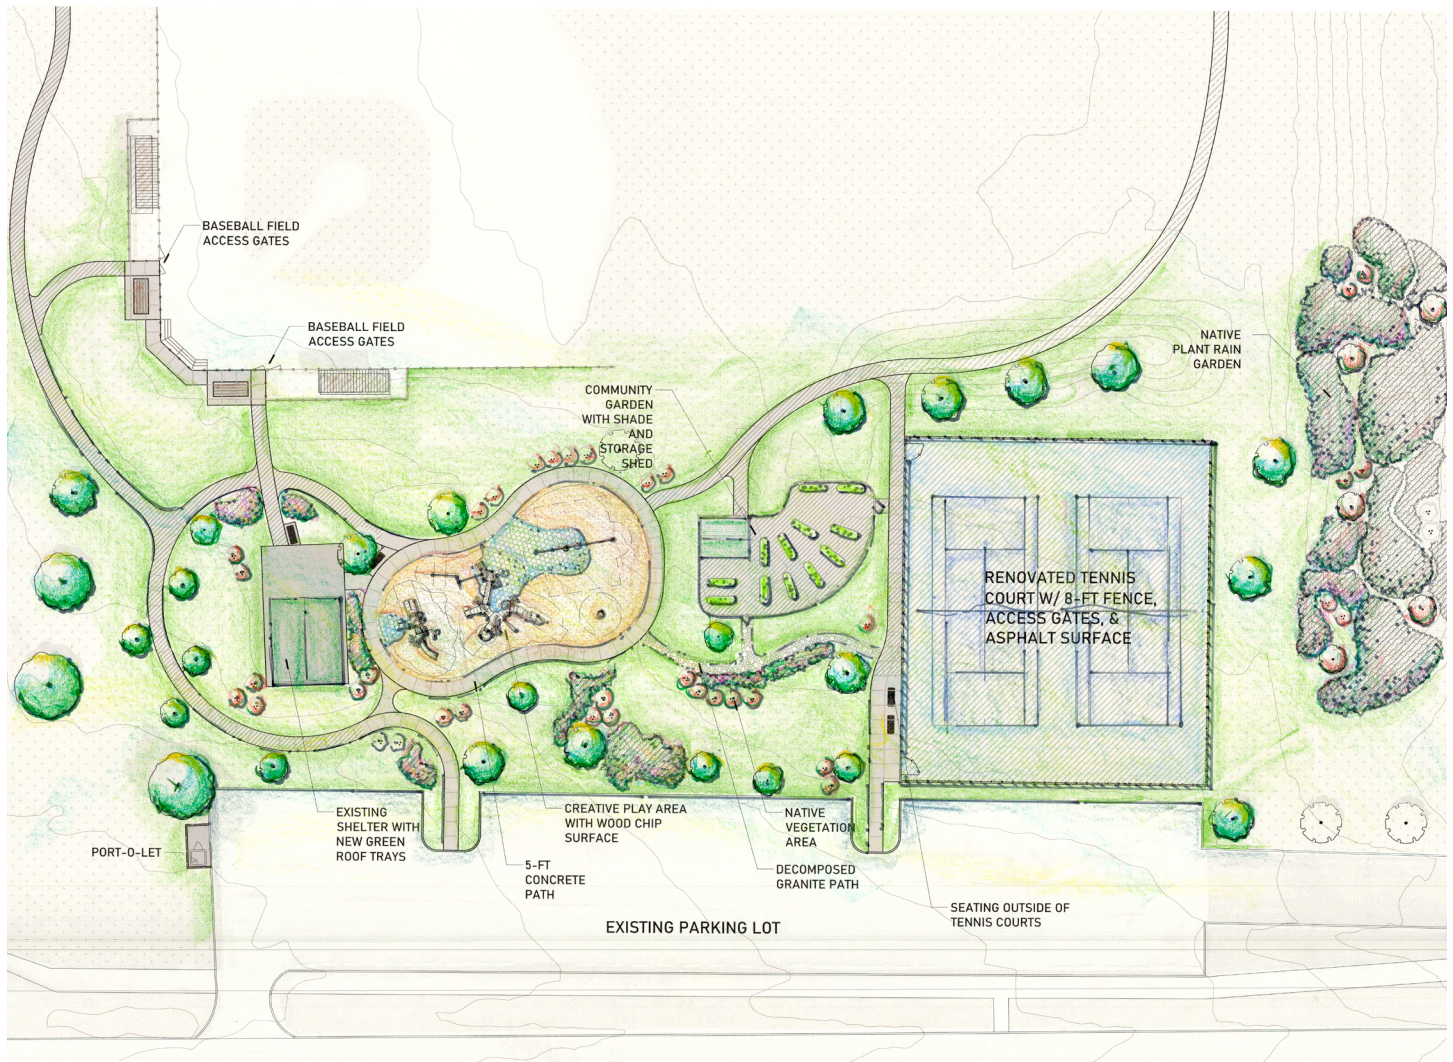 BASEBALL FIELD
ACCESS GATES
BASEBALL FIELD
ACCESS GATES
COMMUNITY
GARDEN
WITH SHADE
AND
STORAGE
SHED
NATIVE
PLANT RAIN
GARDEN
RENOVATED TENNIS
COURT W/ 8-FT FENCE,
ACCESS GATES, &
ASPHALT SURFACE
EXISTING
SHELTER WITH
NEW GREEN
ROOF TRAYS
CREATIVE PLAY AREA
WITH WOOD CHIP
SURFACE
NATIVE
VEGETATION
AREA
PORT-O-LET
5-FT
CONCRETE
PATH
DECOMPOSED
GRANITE PATH
SEATING OUTSIDE OF
TENNIS COURTS
EXISTING PARKING LOT